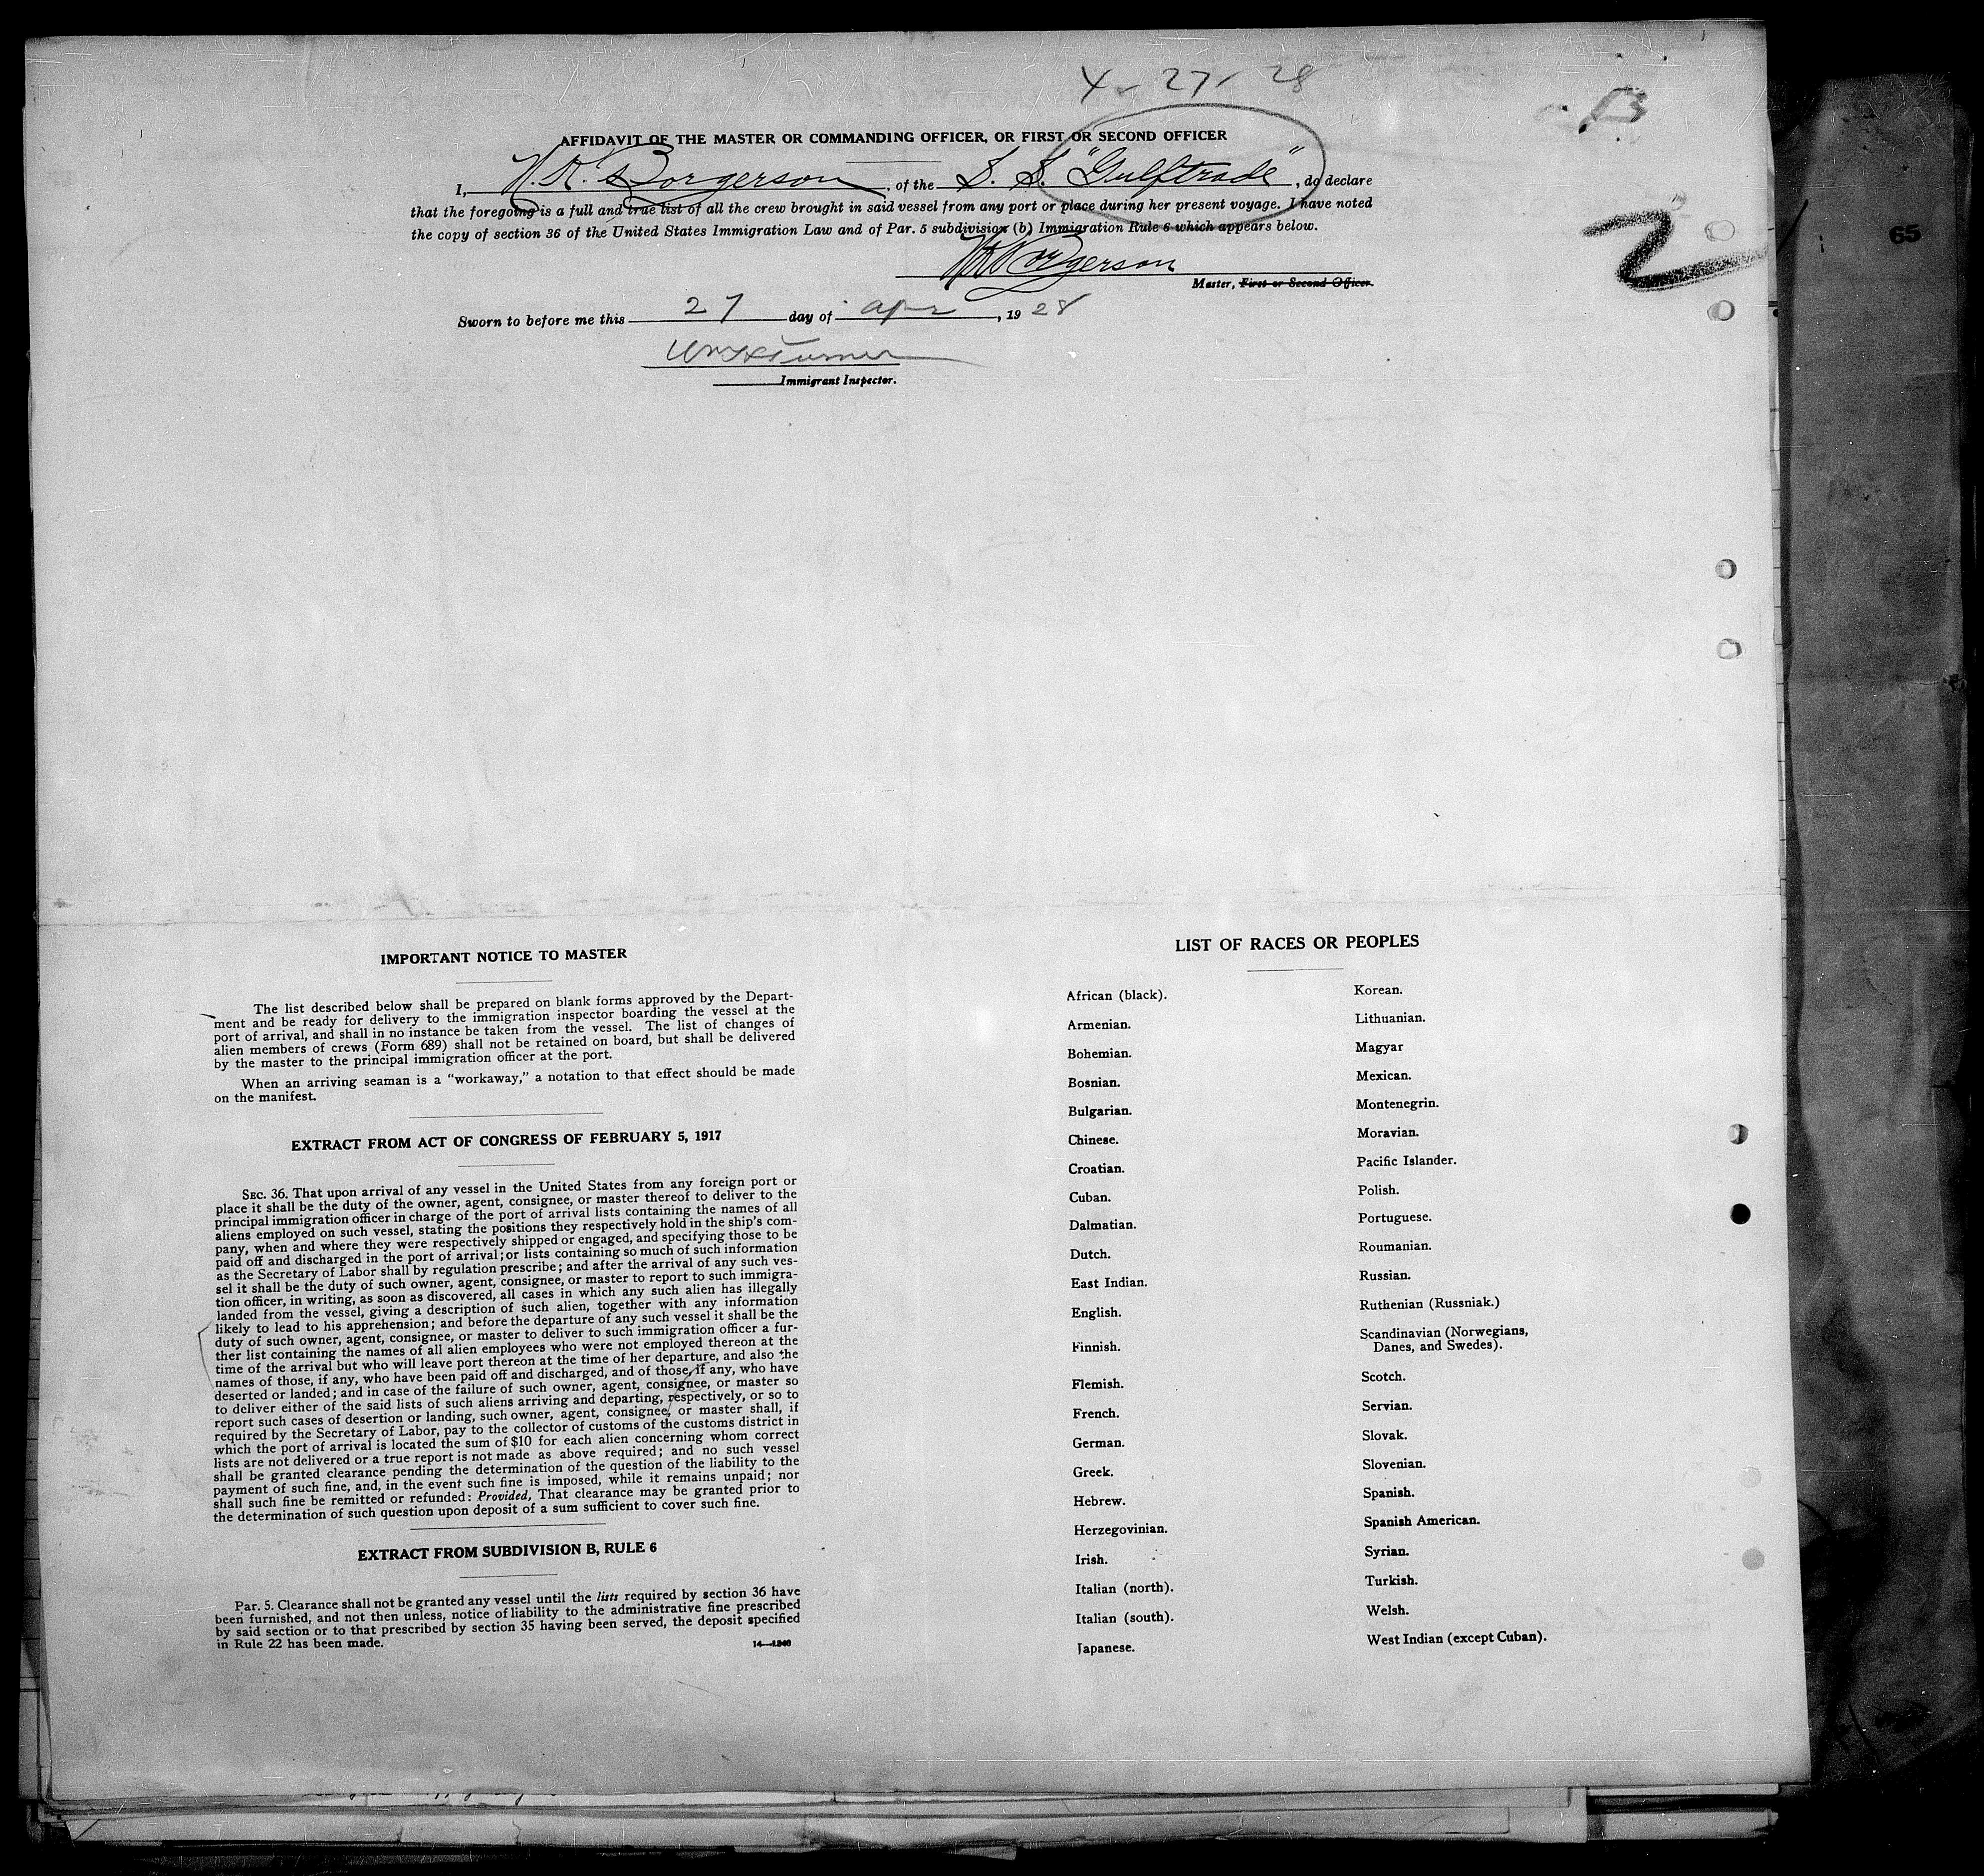 4-27-28
13
AFFIDAVIT OF THE MASTER OR COMMANDING OFFICER, OR FIRST OR SECOND OFFICER
I, H. K. Borgerson, of the S. S. "Gulftrade", do declare
that the foregoing is a full and true list of all the crew brought in said vessel from any port or place during her present voyage. I have noted
the copy of section 36 of the United States Immigration Law and of Par. 5 subdivision (b) Immigration Rule 6 which appears below.
2
65
HKBorgerson
Master, First or Second Officer.
Sworn to before me this 27 day of Apr, 1928
Turner
Immigrant Inspector.
IMPORTANT NOTICE TO MASTER
The list described below shall be prepared on blank forms approved by the Depart-
ment and be ready for delivery to the immigration inspector boarding the vessel at the
port of arrival, and shall in no instance be taken from the vessel. The list of changes of
alien members of crews (Form 689) shall not be retained on board, but shall be delivered
by the master to the principal immigration officer at the port.
When an arriving seaman is a "workaway," a notation to that effect should be made
on the manifest.
EXTRACT FROM ACT OF CONGRESS OF FEBRUARY 5, 1917
SEC. 36. That upon arrival of any vessel in the United States from any foreign port or
place it shall be the duty of the owner, agent, consignee, or master thereof to deliver to the
principal immigration officer in charge of the port of arrival lists containing the names of all
aliens employed on such vessel, stating the positions they respectively hold in the ship's com-
pany, when and where they were respectively shipped or engaged, and specifying those to be
paid off and discharged in the port of arrival; or lists containing so much of such information
as the Secretary of Labor shall by regulation prescribe; and after the arrival of any such ves-
sel it shall be the duty of such owner, agent, consignee, or master to report to such immigra-
tion officer, in writing, as soon as discovered, all cases in which any such alien has illegally
landed from the vessel, giving a description of such alien, together with any information
likely to lead to his apprehension; and before the departure of any such vessel it shall be the
duty of such owner, agent, consignee, or master to deliver to such immigration officer a fur-
ther list containing the names of all alien employees who were not employed thereon at the
time of the arrival but who will leave port thereon at the time of her departure, and also the
names of those, if any, who have been paid off and discharged, and of those, if any, who have
deserted or landed; and in case of the failure of such owner, agent, consignee, or master so
to deliver either of the said lists of such aliens arriving and departing, respectively, or so to
report such cases of desertion or landing, such owner, agent, consignee, or master shall, if
required by the Secretary of Labor, pay to the collector of customs of the customs district in
which the port of arrival is located the sum of $10 for each alien concerning whom correct
lists are not delivered or a true report is not made as above required; and no such vessel
shall be granted clearance pending the determination of the question of the liability to the
payment of such fine, and, in the event such fine is imposed, while it remains unpaid; nor
shall such fine be remitted or refunded: Provided, That clearance may be granted prior to
the determination of such question upon deposit of a sum sufficient to cover such fine.
EXTRACT FROM SUBDIVISION B, RULE 6
Par. 5. Clearance shall not be granted any vessel until the lists required by section 36 have
been furnished, and not then unless, notice of liability to the administrative fine prescribed
by said section or to that prescribed by section 35 having been served, the deposit specified
in Rule 22 has been made.
LIST OF RACES OR PEOPLES
African (black).
Armenian.
Bohemian.
Bosnian.
Bulgarian.
Chinese.
Croatian.
Cuban.
Dalmatian.
Dutch.
East Indian.
English.
Finnish.
Flemish.
French.
German.
Greek.
Hebrew.
Herzegovinian.
Irish.
Italian (north).
Italian (south).
Japanese.
Korean.
Lithuanian.
Magyar
Mexican.
Montenegrin.
Moravian.
Pacific Islander.
Polish.
Portuguese.
Roumanian.
Russian.
Ruthenian (Russniak.)
Scandinavian (Norwegians,
Danes, and Swedes).
Scotch.
Servian.
Slovak.
Slovenian.
Spanish.
Spanish American.
Syrian.
Turkish.
Welsh.
West Indian (except Cuban).